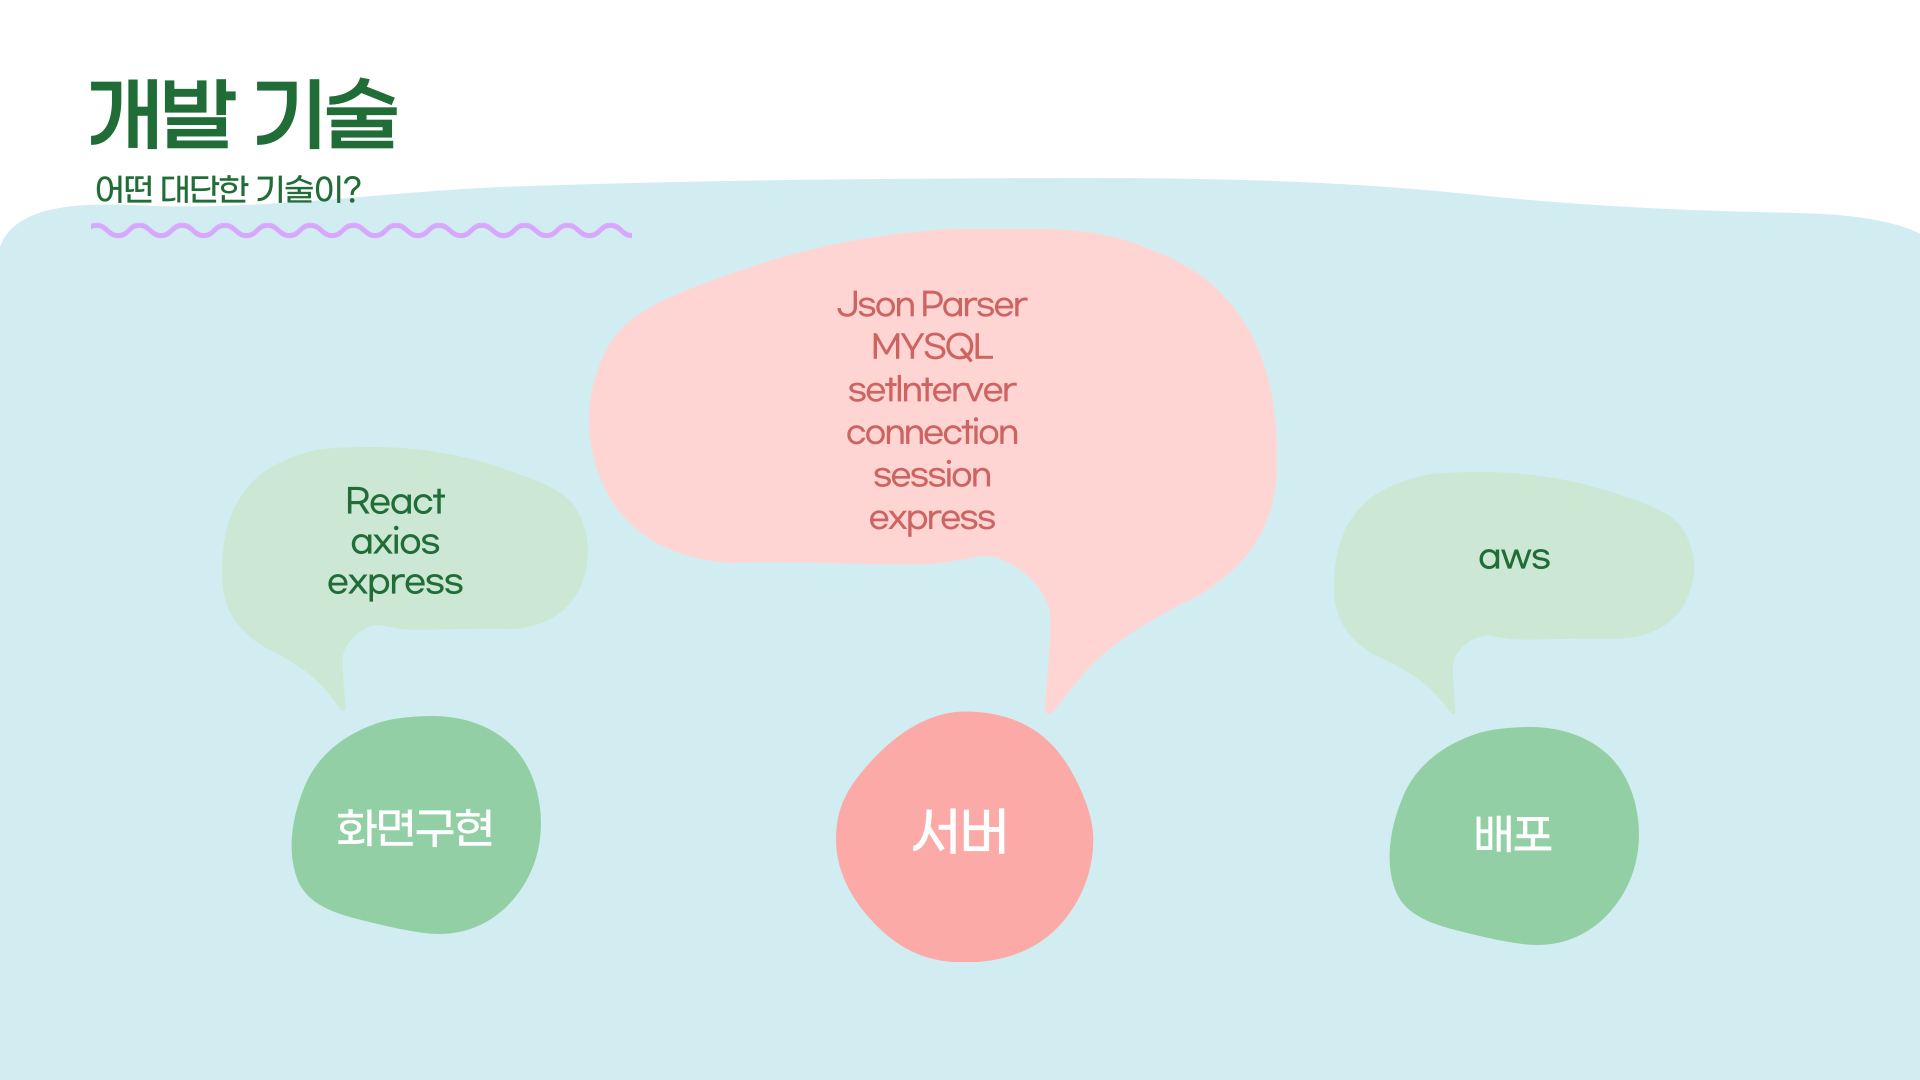 개발 기술
어떤 대단한 기술이?
Json Parser
MYSQL
setInterver
connection
session
express
React
axios
express
aws
화면구현
서버
배포